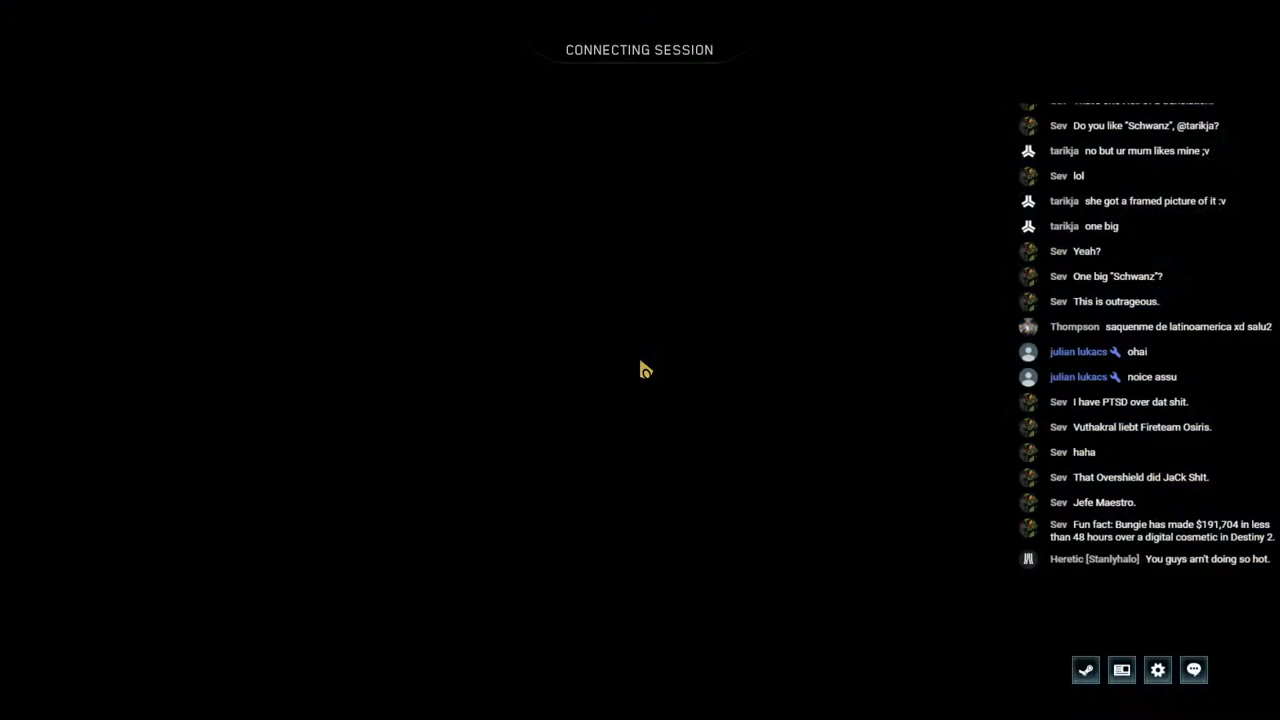 CONNECTING SESSION
Sev Do you like "Schwanz", @tarikja?
tarikja no but ur mum likes mine ;v
Sev lol
tarikja she got a framed picture of it :v
tarikja one big
Sev Yeah?
Sev One big "Schwanz"?
Sev This is outrageous.
Thompson saquenme de latinoamerica xd salu2
julian lukacs ohai
julian lukacs noice assu
Sev I have PTSD over dat shit.
Sev Vuthakral liebt Fireteam Osiris.
Sev haha
Sev That Overshield did JaCk ShIt.
Sev Jefe Maestro.
Sev Fun fact: Bungie has made $191,704 in less
than 48 hours over a digital cosmetic in Destiny 2.
Heretic [Stanlyhalo] You guys arn't doing so hot.